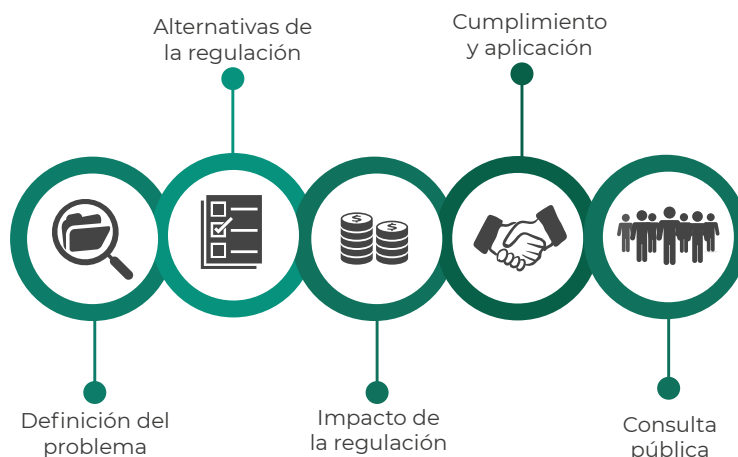 Alternativas de
la regulación
Cumplimiento
y aplicación
$
$
Definición del
problema
Impacto de
la regulación
Consulta
pública